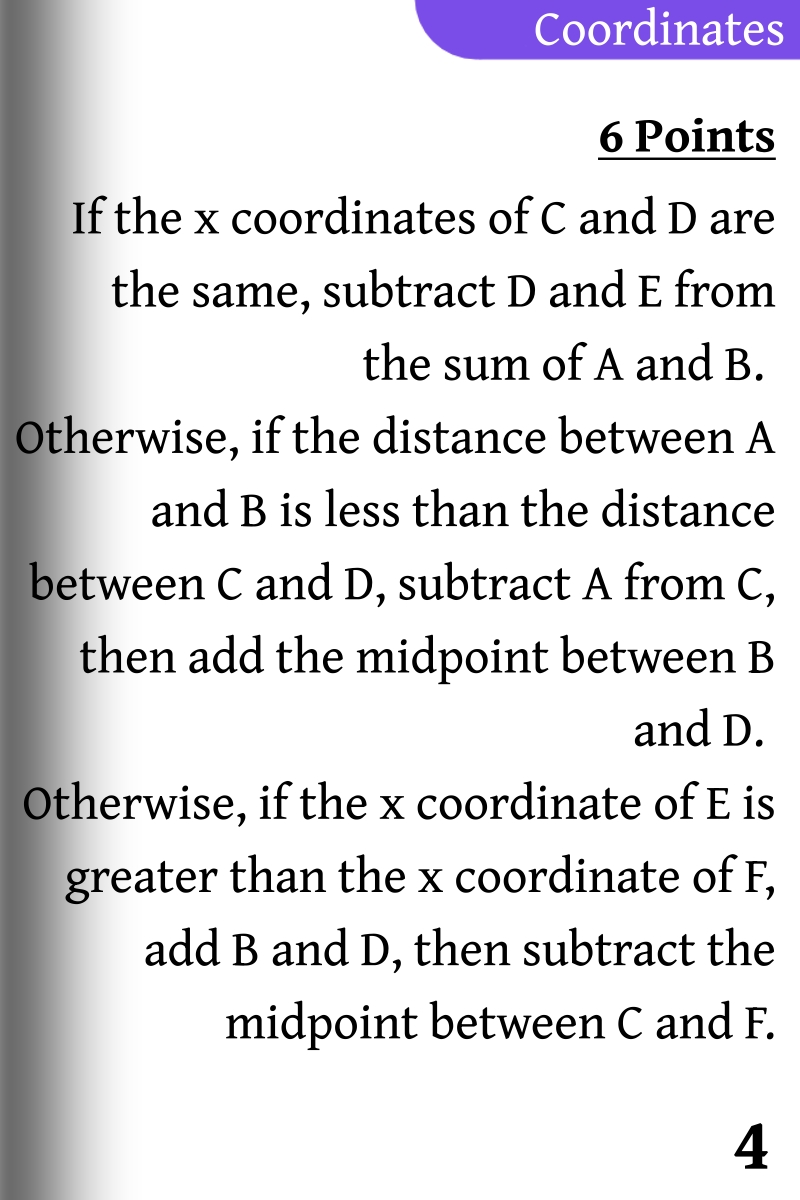 Coordinates
6 Points
If the x coordinates of C and D are
the same, subtract D and E from
the sum of A and B.
Otherwise, if the distance between A
and B is less than the distance
between C and D, subtract A from C,
then add the midpoint between B
and D.
Otherwise, if the x coordinate of E is
greater than the x coordinate of F,
add B and D, then subtract the
midpoint between C and F.
4